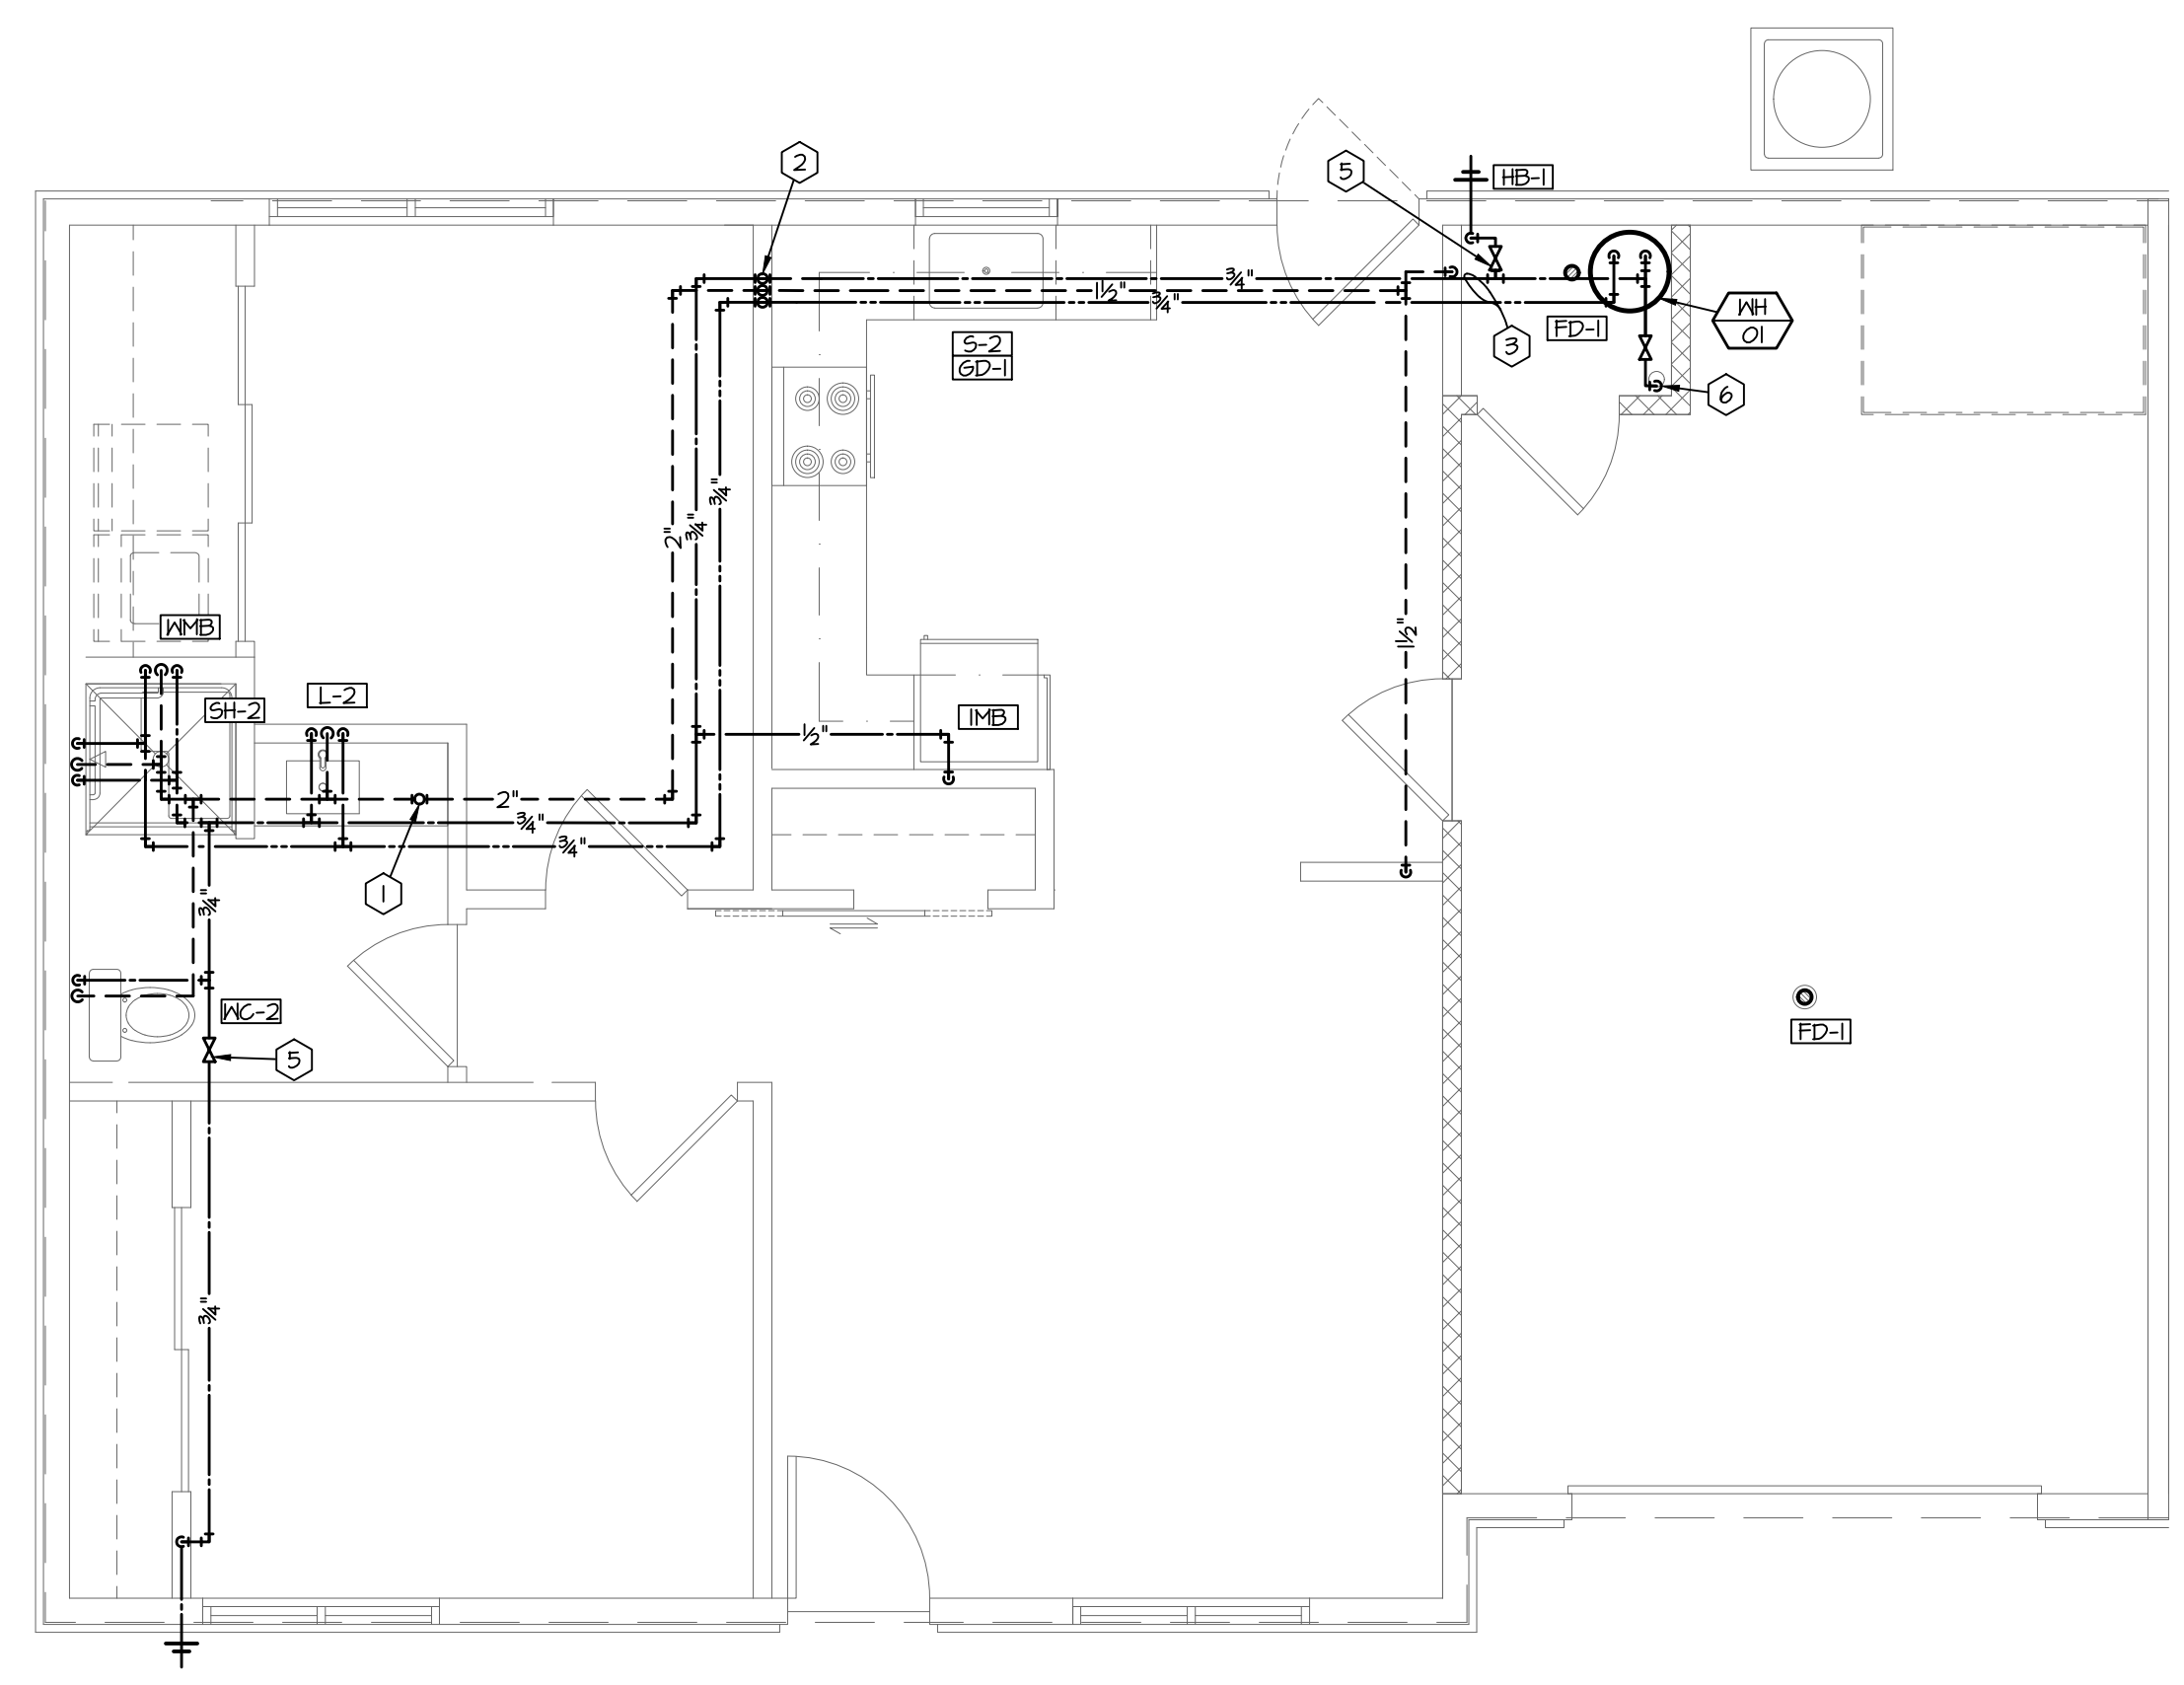 2
5
HB-1
3/4"
1 1/2"
3/4"
WH
01
FD-1
3
S-2
GD-1
6
3/4"
2"
3/4"
WMB
1 1/2"
SH-2
L-2
IMB
1/2"
2"
3/4"
3/4"
1
3/4"
WC-2
5
FD-1
3/4"